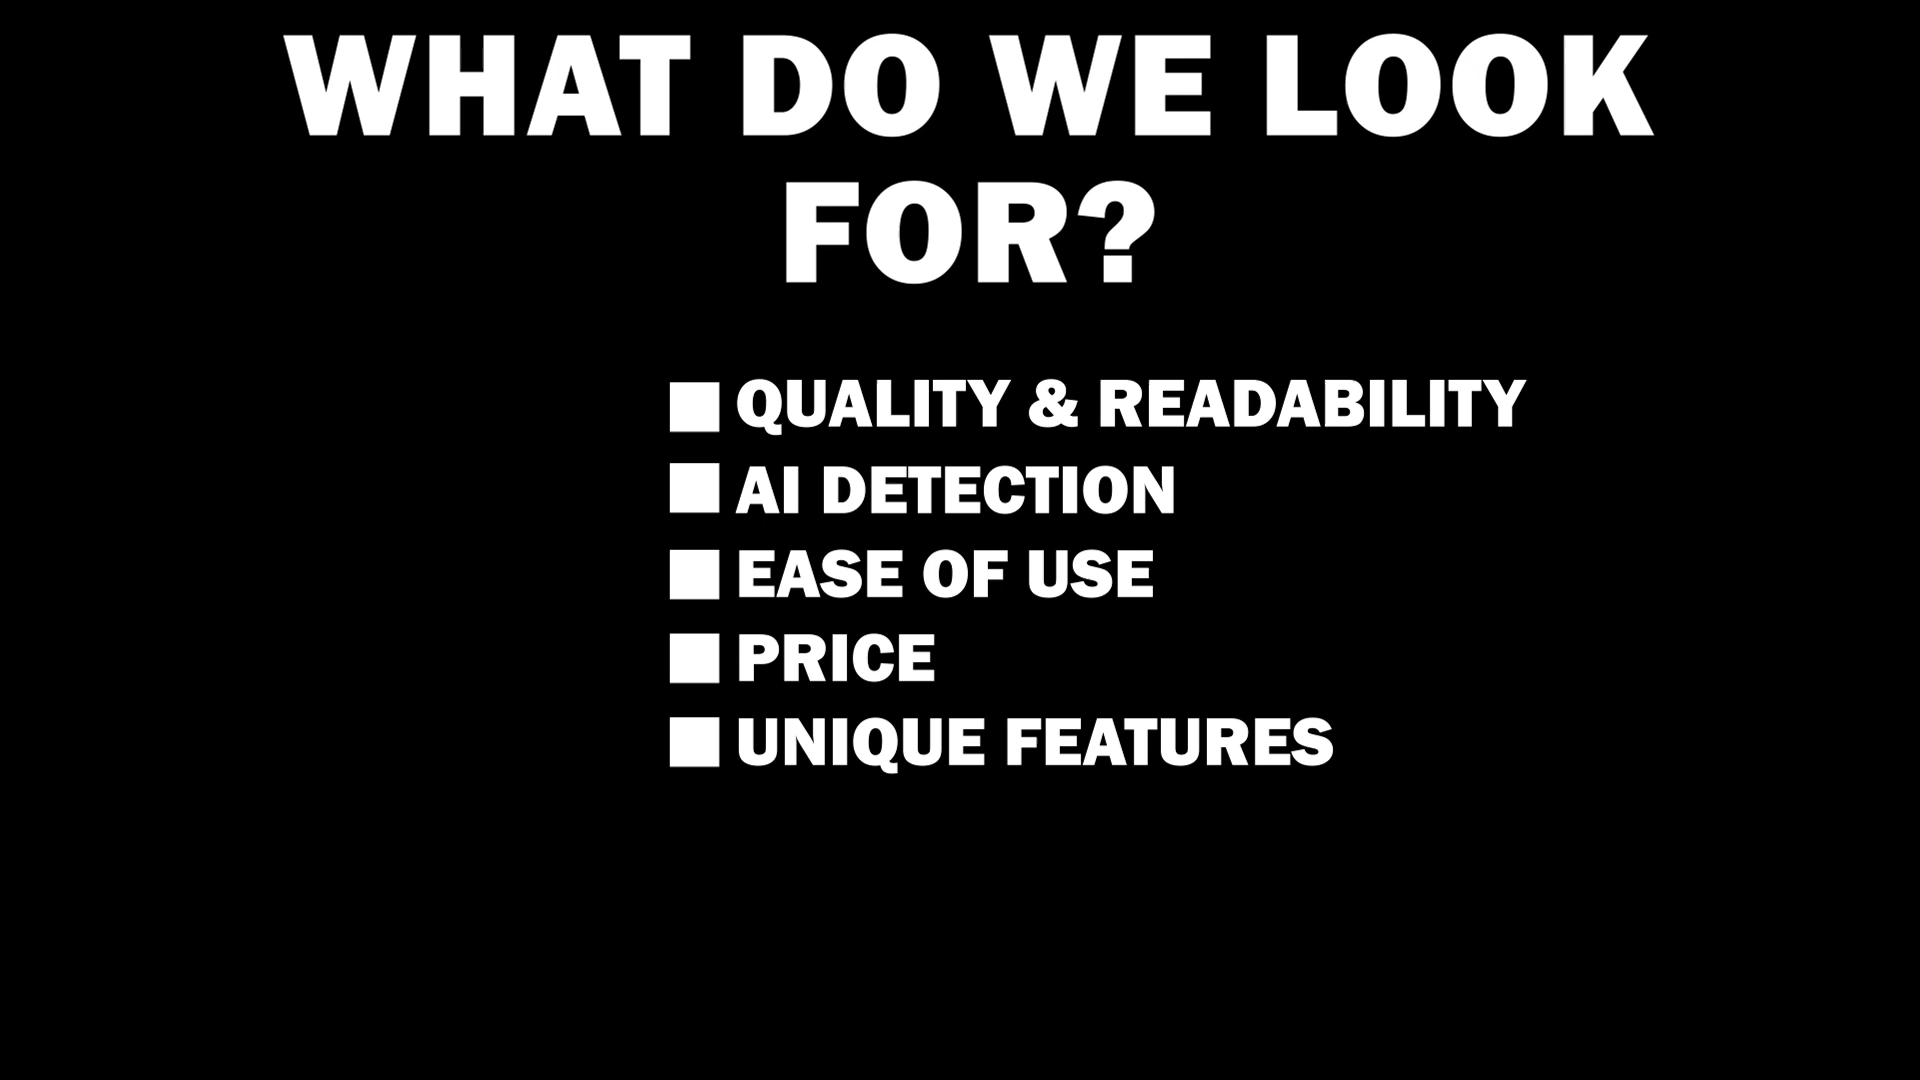 WHAT DO WE LOOK
FOR?
QUALITY & READABILITY
AI DETECTION
EASE OF USE
PRICE
UNIQUE FEATURES